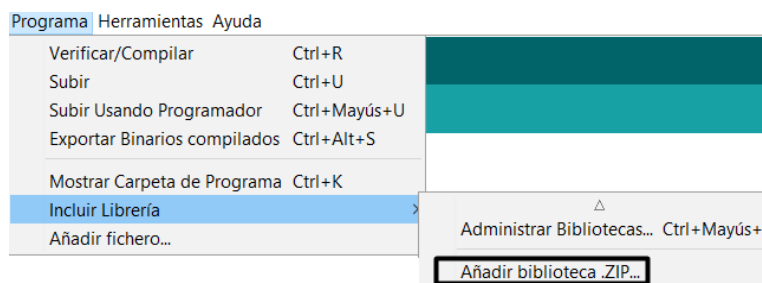 Programa Herramientas Ayuda
Verificar/Compilar Ctrl+R
Subir Ctrl+U
Subir Usando Programador Ctrl+Mayús+U
Exportar Binarios compilados Ctrl+Alt+S
Mostrar Carpeta de Programa Ctrl+K
Incluir Librería
Añadir fichero...
Administrar Bibliotecas... Ctrl+Mayús+
Añadir biblioteca .ZIP...